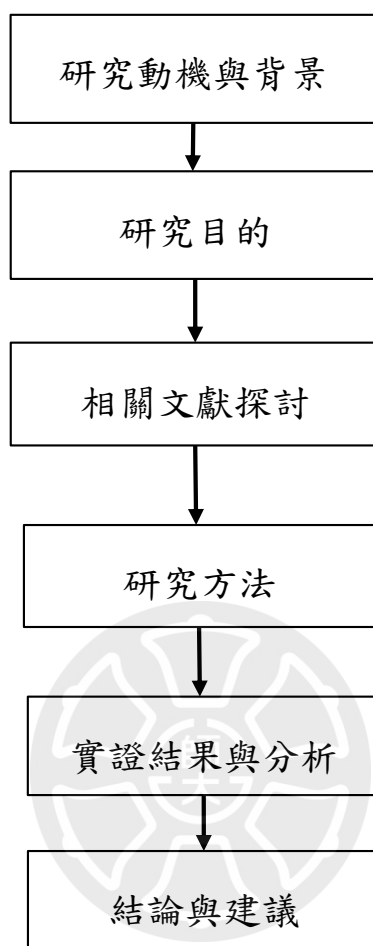 研究動機與背景
研究目的
相關文獻探討
研究方法
實證結果與分析
結論與建議